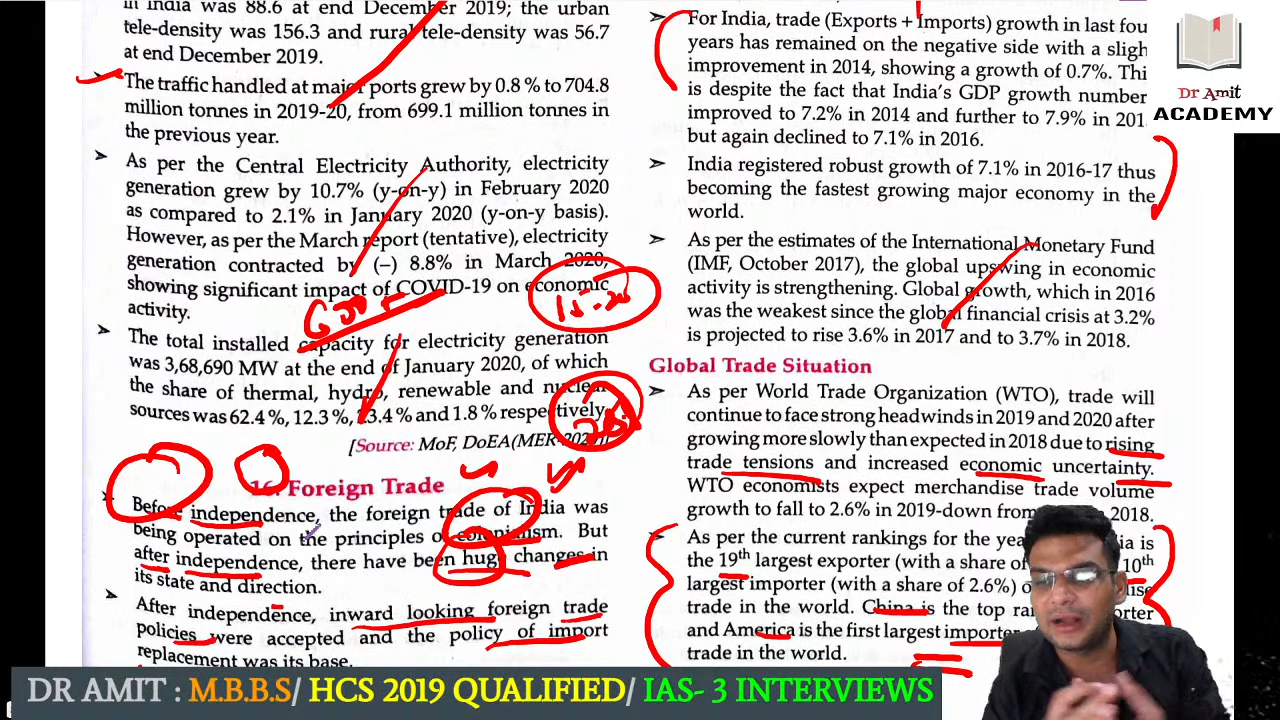 in India was 88.6 at end December 2019; the urban
tele-density was 156.3 and rural tele-density was 56.7
at end December 2019.
➤ The traffic handled at major ports grew by 0.8 % to 704.8
million tonnes in 2019-20, from 699.1 million tonnes in
the previous year.
➤ As per the Central Electricity Authority, electricity
generation grew by 10.7% (y-on-y) in February 2020
as compared to 2.1% in January 2020 (y-on-y basis).
However, as per the March report (tentative), electricity
generation contracted by (–) 8.8% in March 2020,
showing significant impact of COVID-19 on economic
activity.
➤ The total installed capacity for electricity generation
was 3,68,690 MW at the end of January 2020, of which
the share of thermal, hydro, renewable and nuclear
sources was 62.4 %, 12.3 %, 23.4 % and 1.8 % respectively.
[Source: MoF, DoEA(MER-2020)]
16. Foreign Trade
➤ Before independence, the foreign trade of India was
being operated on the principles of colonialism. But
after independence, there have been huge changes in
its state and direction.
➤ After independence, inward looking foreign trade
policies were accepted and the policy of import
replacement was its base.
15-20
➤ For India, trade (Exports + Imports) growth in last fou
years has remained on the negative side with a sligh
improvement in 2014, showing a growth of 0.7%. Thi
is despite the fact that India's GDP growth number
improved to 7.2% in 2014 and further to 7.9% in 201
but again declined to 7.1% in 2016.
➤ India registered robust growth of 7.1% in 2016-17 thus
becoming the fastest growing major economy in the
world.
➤ As per the estimates of the International Monetary Fund
(IMF, October 2017), the global upswing in economic
activity is strengthening. Global growth, which in 2016
was the weakest since the global financial crisis at 3.2%
is projected to rise 3.6% in 2017 and to 3.7% in 2018.
Global Trade Situation
➤ As per World Trade Organization (WTO), trade will
continue to face strong headwinds in 2019 and 2020 after
growing more slowly than expected in 2018 due to rising
trade tensions and increased economic uncertainty.
WTO economists expect merchandise trade volume
growth to fall to 2.6% in 2019-down from 2018.
➤ As per the current rankings for the yea is
the 19th largest exporter (with a share of 10th
largest importer (with a share of 2.6%) o
trade in the world. China is the top ra
and America is the first largest importer
trade in the world.
Dr Amit
ACADEMY
DR AMIT : M.B.B.S/ HCS 2019 QUALIFIED/ IAS- 3 INTERVIEWS